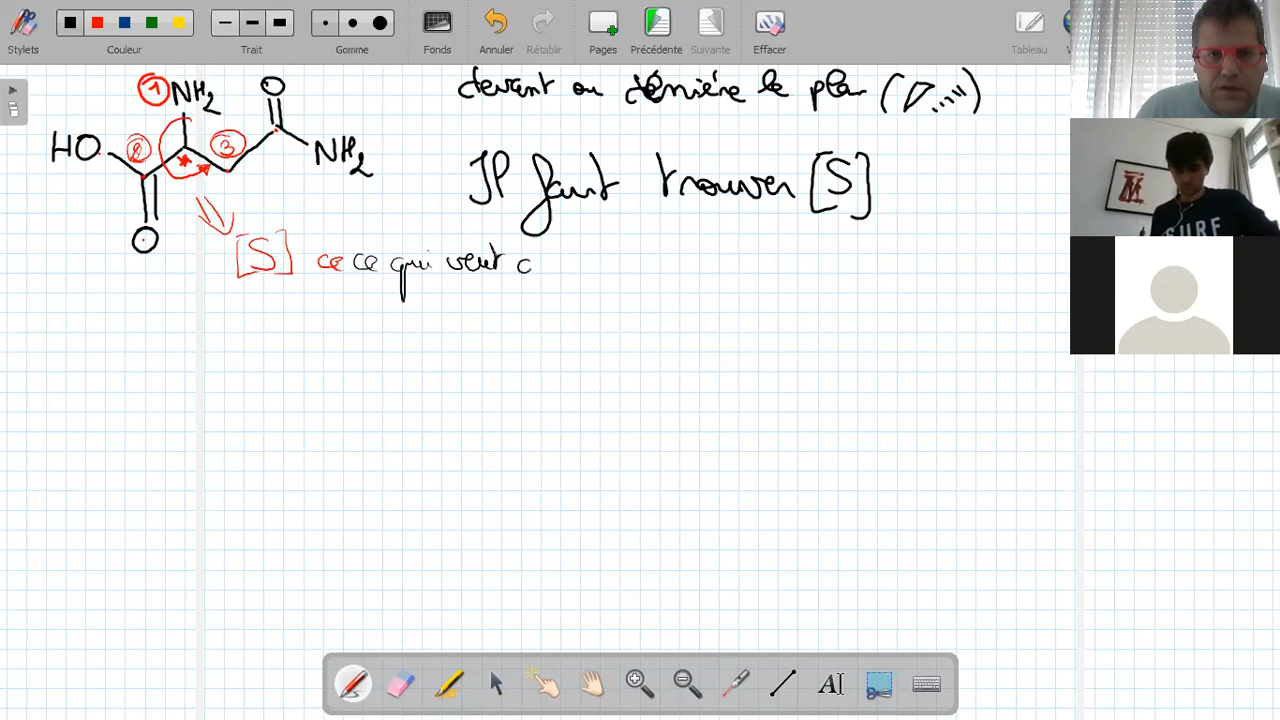 Stylets Couleur Trait Gomme Fonds Annuler Rétablir Pages Précédente Suivante Effacer Tableau
devant ou derrière le plan ( )
Il faut trouver [S]
1 NH2 O
HO 2 * 3 NH2
O
[S] ce ce qui veut d
SURF
AI